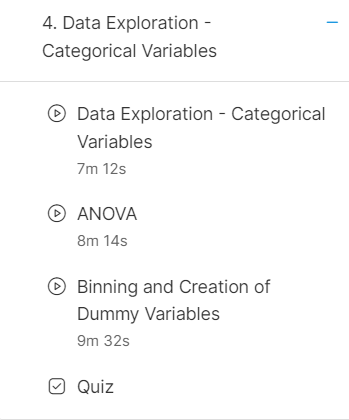 4. Data Exploration -
Categorical Variables
Data Exploration - Categorical
Variables
7m 12s
ANOVA
8m 14s
Binning and Creation of
Dummy Variables
9m 32s
Quiz